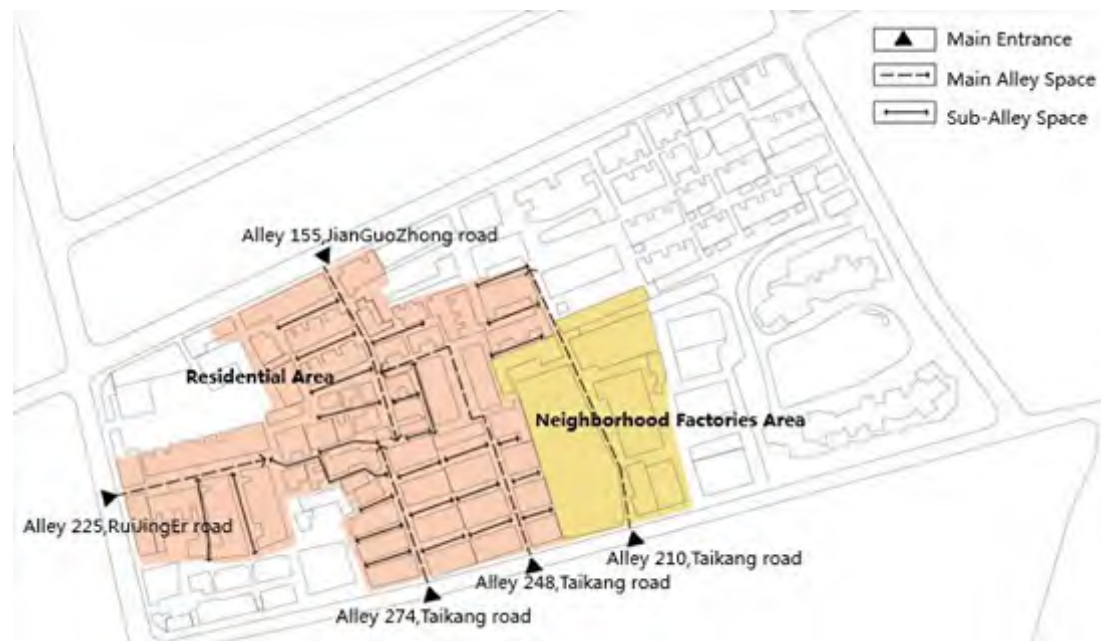 Main Entrance
Main Alley Space
Sub-Alley Space
Alley 155,JianGuoZhong road
Residential Area
Neighborhood Factories Area
Alley 225,RuiJingEr road
Alley 210,Taikang road
Alley 248,Taikang road
Alley 274,Taikang road